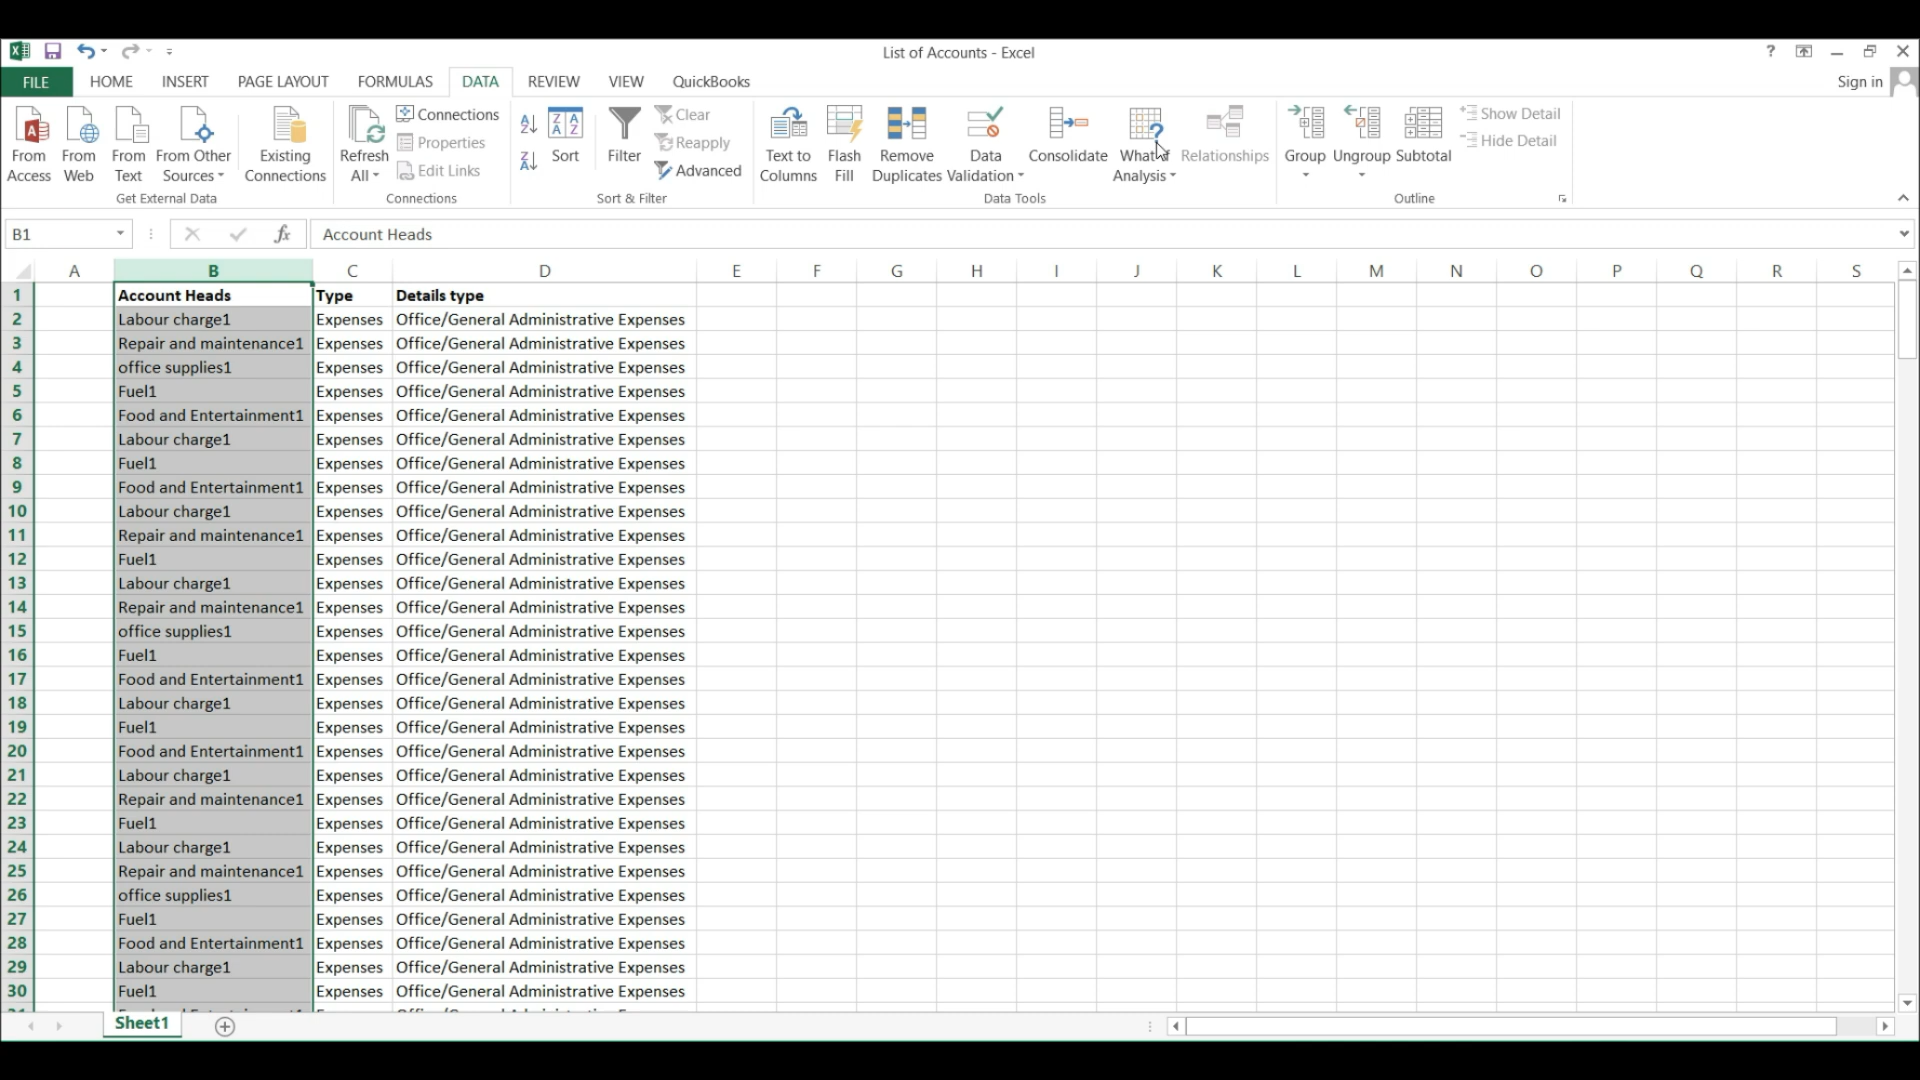 List of Accounts - Excel
?
FILE HOME INSERT PAGE LAYOUT FORMULAS DATA REVIEW VIEW QuickBooks Sign in
From Access
From Web
From Text
From Other Sources
Existing Connections
Get External Data
Refresh All
Connections
Properties
Edit Links
Connections
Sort
Filter
Clear
Reapply
Advanced
Sort & Filter
Text to Columns
Flash Fill
Remove Duplicates
Data Validation
Consolidate
Analysis
Relationships
Data Tools
Group
Ungroup
Subtotal
Show Detail
Hide Detail
Outline
B1 fx Account Heads
A B C D E F G H I J K L M N O P Q R S
1 Account Heads Type Details type
2 Labour charge1 Expenses Office/General Administrative Expenses
3 Repair and maintenance1 Expenses Office/General Administrative Expenses
4 office supplies1 Expenses Office/General Administrative Expenses
5 Fuel1 Expenses Office/General Administrative Expenses
6 Food and Entertainment1 Expenses Office/General Administrative Expenses
7 Labour charge1 Expenses Office/General Administrative Expenses
8 Fuel1 Expenses Office/General Administrative Expenses
9 Food and Entertainment1 Expenses Office/General Administrative Expenses
10 Labour charge1 Expenses Office/General Administrative Expenses
11 Repair and maintenance1 Expenses Office/General Administrative Expenses
12 Fuel1 Expenses Office/General Administrative Expenses
13 Labour charge1 Expenses Office/General Administrative Expenses
14 Repair and maintenance1 Expenses Office/General Administrative Expenses
15 office supplies1 Expenses Office/General Administrative Expenses
16 Fuel1 Expenses Office/General Administrative Expenses
17 Food and Entertainment1 Expenses Office/General Administrative Expenses
18 Labour charge1 Expenses Office/General Administrative Expenses
19 Fuel1 Expenses Office/General Administrative Expenses
20 Food and Entertainment1 Expenses Office/General Administrative Expenses
21 Labour charge1 Expenses Office/General Administrative Expenses
22 Repair and maintenance1 Expenses Office/General Administrative Expenses
23 Fuel1 Expenses Office/General Administrative Expenses
24 Labour charge1 Expenses Office/General Administrative Expenses
25 Repair and maintenance1 Expenses Office/General Administrative Expenses
26 office supplies1 Expenses Office/General Administrative Expenses
27 Fuel1 Expenses Office/General Administrative Expenses
28 Food and Entertainment1 Expenses Office/General Administrative Expenses
29 Labour charge1 Expenses Office/General Administrative Expenses
30 Fuel1 Expenses Office/General Administrative Expenses
Sheet1